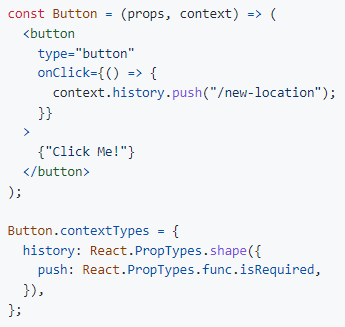 const Button = (props, context) => (
  <button
    type="button"
    onClick={() => {
      context.history.push("/new-location");
    }}
  >
    {"Click Me!"}
  </button>
);

Button.contextTypes = {
  history: React.PropTypes.shape({
    push: React.PropTypes.func.isRequired,
  }),
};